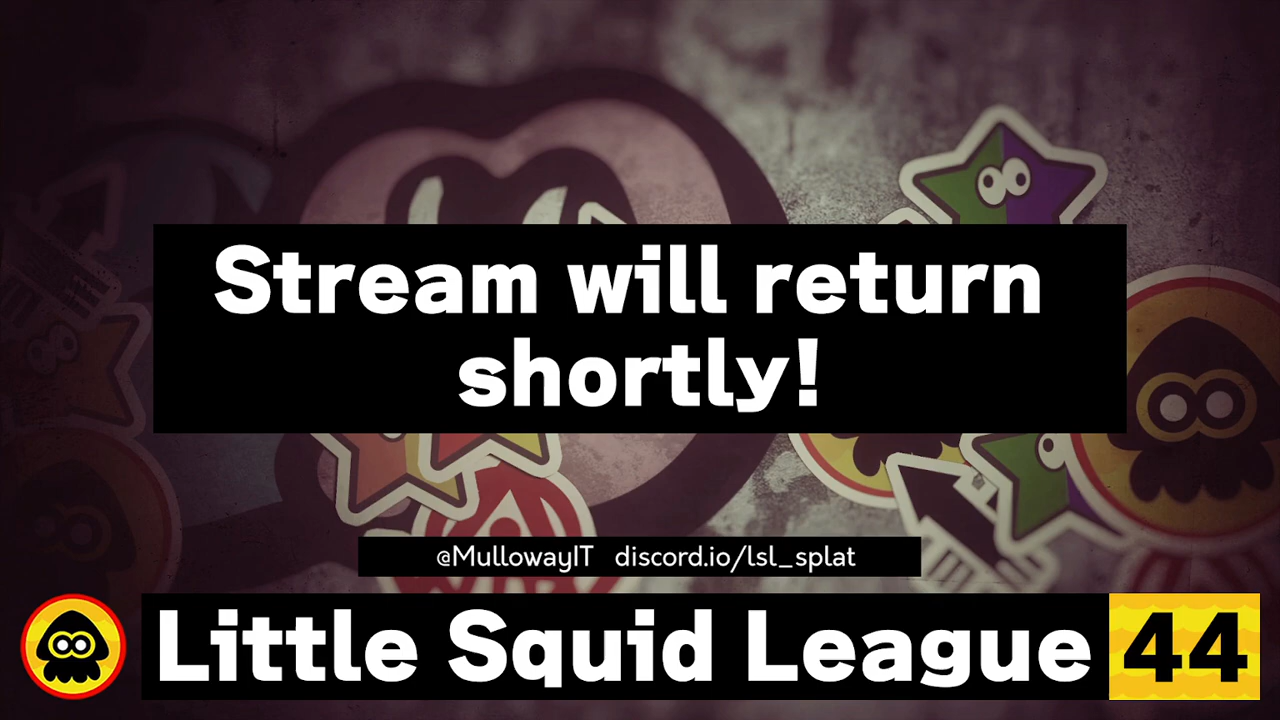 Stream will return
shortly!
@MullowayIT discord.io/lsl_splat
Little Squid League 44